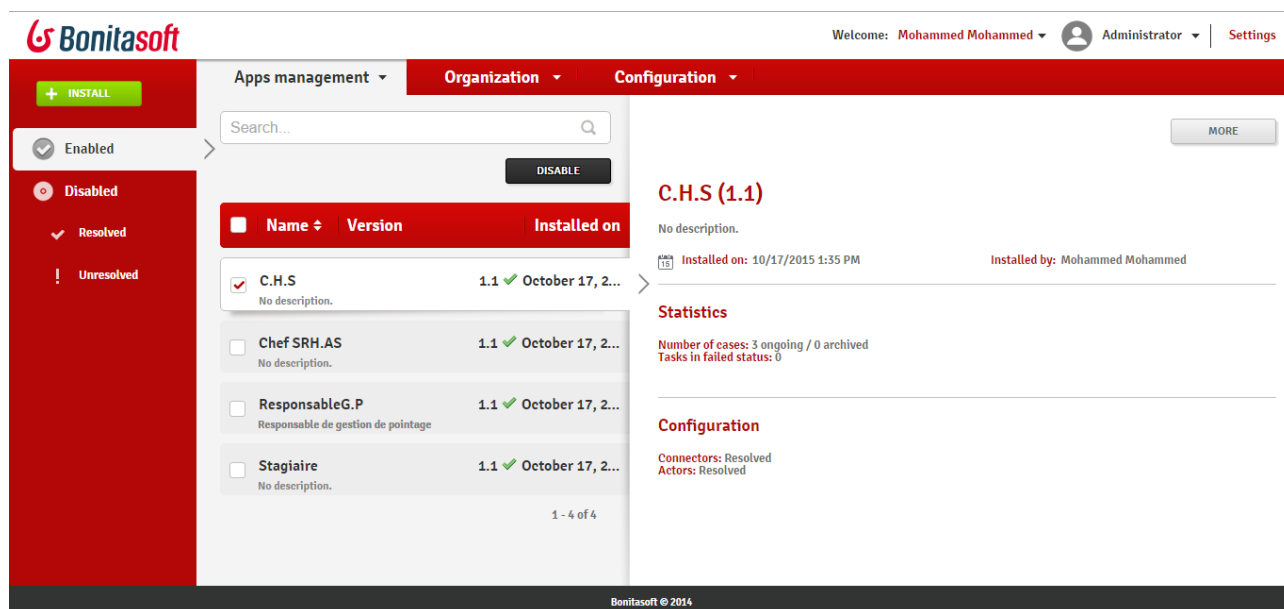 Bonitasoft
Welcome: Mohammed Mohammed Administrator Settings
Apps management Organization Configuration
+ INSTALL
Enabled
Disabled
Resolved
! Unresolved
Search...
DISABLE
Name Version Installed on
C.H.S 1.1 October 17, 2...
No description.
Chef SRH.AS 1.1 October 17, 2...
No description.
ResponsableG.P 1.1 October 17, 2...
Responsable de gestion de pointage
Stagiaire 1.1 October 17, 2...
No description.
1 - 4 of 4
MORE
C.H.S (1.1)
No description.
15 Installed on: 10/17/2015 1:35 PM Installed by: Mohammed Mohammed
Statistics
Number of cases: 3 ongoing / 0 archived
Tasks in failed status: 0
Configuration
Connectors: Resolved
Actors: Resolved
Bonitasoft © 2014